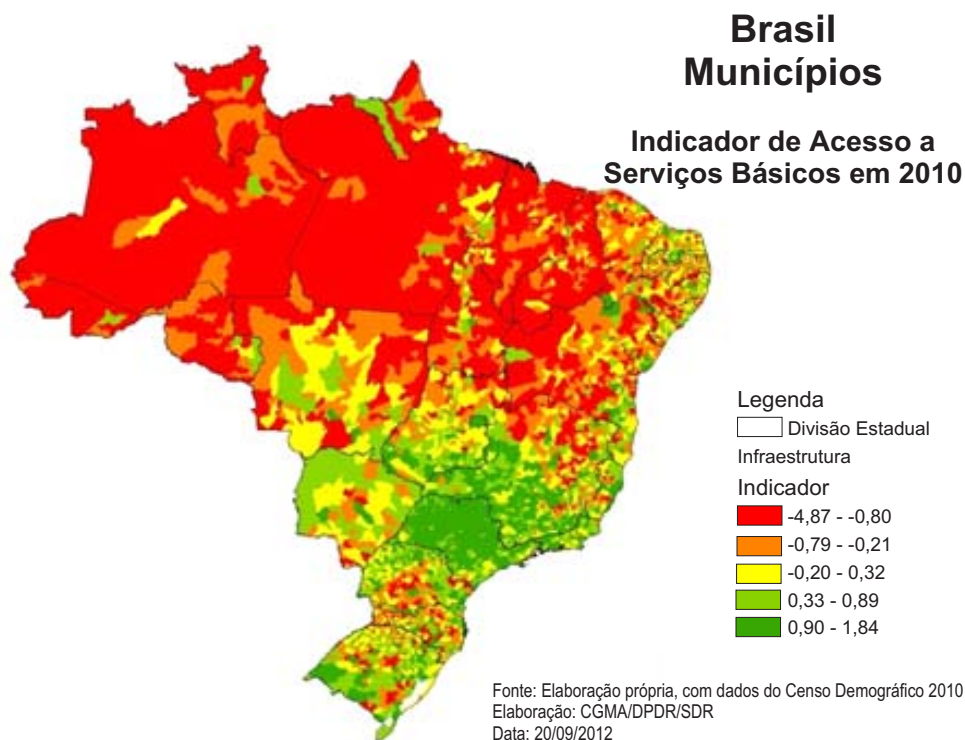 Brasil
Municípios
Indicador de Acesso a
Serviços Básicos em 2010
Legenda
Divisão Estadual
Infraestrutura
Indicador
-4,87 - -0,80
-0,79 - -0,21
-0,20 - 0,32
0,33 - 0,89
0,90 - 1,84
Fonte: Elaboração própria, com dados do Censo Demográfico 2010
Elaboração: CGMA/DPDR/SDR
Data: 20/09/2012